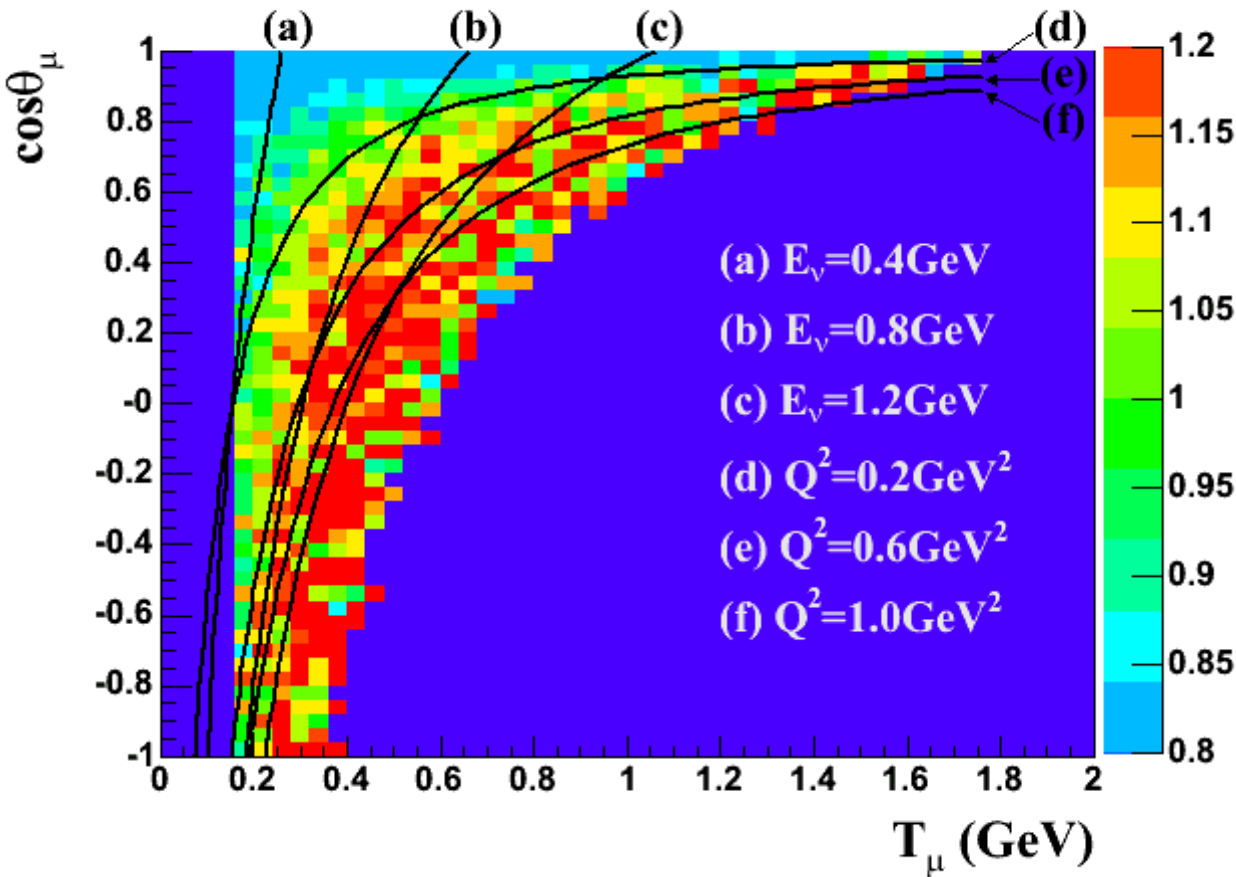 (a) (b) (c) (d)
(e)
(f)
cosθμ
1
0.8
0.6
0.4
0.2
-0
-0.2
-0.4
-0.6
-0.8
-1
0 0.2 0.4 0.6 0.8 1 1.2 1.4 1.6 1.8 2
Tμ (GeV)
(a) Eν=0.4GeV
(b) Eν=0.8GeV
(c) Eν=1.2GeV
(d) Q²=0.2GeV²
(e) Q²=0.6GeV²
(f) Q²=1.0GeV²
1.2
1.15
1.1
1.05
1
0.95
0.9
0.85
0.8